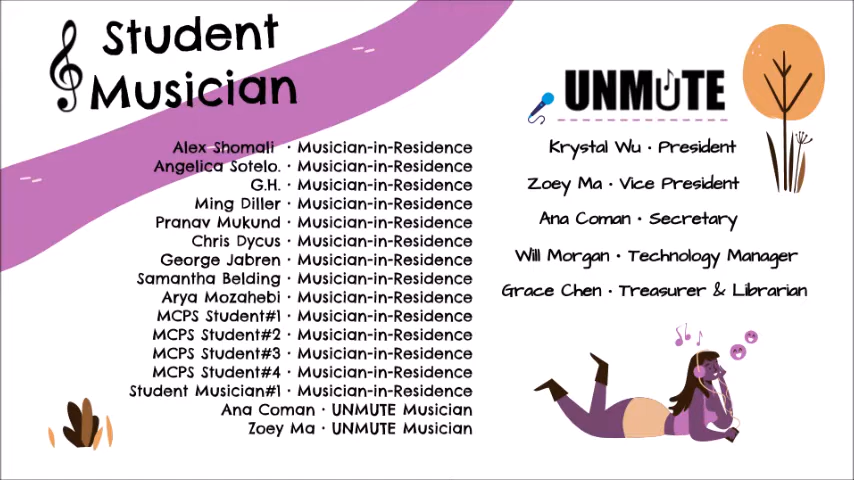 Student
Musician
Alex Shomali · Musician-in-Residence
Angelica Sotelo. · Musician-in-Residence
G.H. · Musician-in-Residence
Ming Diller · Musician-in-Residence
Pranav Mukund · Musician-in-Residence
Chris Dycus · Musician-in-Residence
George Jabren · Musician-in-Residence
Samantha Belding · Musician-in-Residence
Arya Mozahebi · Musician-in-Residence
MCPS Student#1 · Musician-in-Residence
MCPS Student#2 · Musician-in-Residence
MCPS Student#3 · Musician-in-Residence
MCPS Student#4 · Musician-in-Residence
Student Musician#1 · Musician-in-Residence
Ana Coman · UNMUTE Musician
Zoey Ma · UNMUTE Musician
UNMUTE
Krystal Wu · President
Zoey Ma · Vice President
Ana Coman · Secretary
Will Morgan · Technology Manager
Grace Chen · Treasurer & Librarian